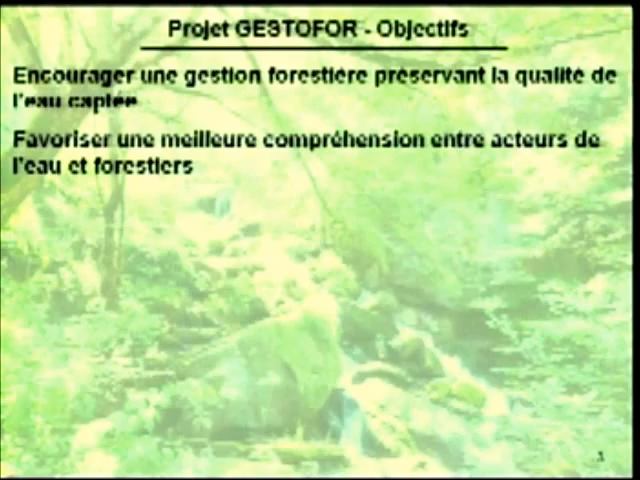 Projet GESTOFOR - Objectifs
Encourager une gestion forestière préservant la qualité de
l'eau captée
Favoriser une meilleure compréhension entre acteurs de
l'eau et forestiers